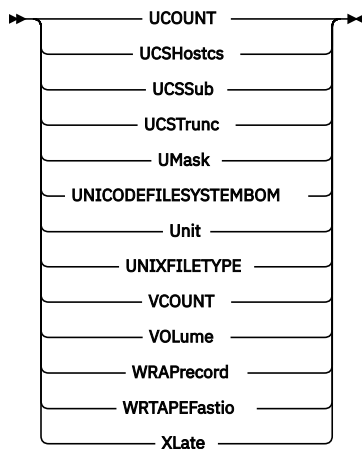 UCOUNT
UCSHostcs
UCSSub
UCSTrunc
UMask
UNICODEFILESYSTEMBOM
Unit
UNIXFILETYPE
VCOUNT
VOLume
WRAPrecord
WRTAPEFastio
XLate